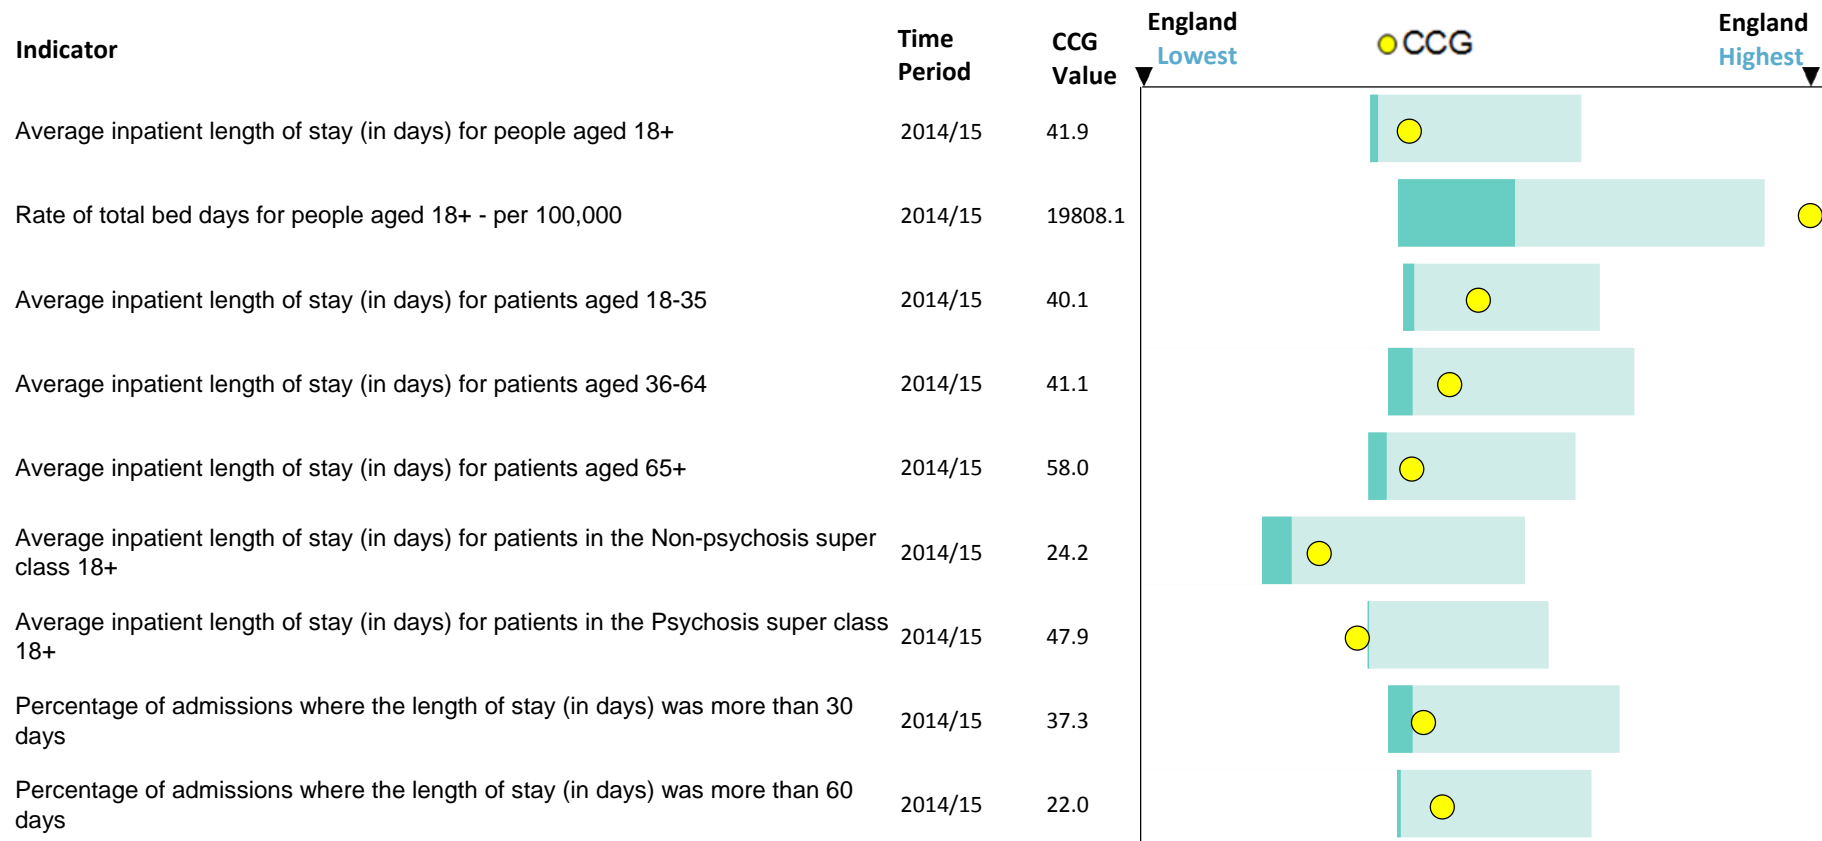 Indicator
Time
Period
CCG
Value
England
Lowest
CCG
England
Highest
Average inpatient length of stay (in days) for people aged 18+ 2014/15 41.9
Rate of total bed days for people aged 18+ - per 100,000 2014/15 19808.1
Average inpatient length of stay (in days) for patients aged 18-35 2014/15 40.1
Average inpatient length of stay (in days) for patients aged 36-64 2014/15 41.1
Average inpatient length of stay (in days) for patients aged 65+ 2014/15 58.0
Average inpatient length of stay (in days) for patients in the Non-psychosis super
class 18+
2014/15 24.2
Average inpatient length of stay (in days) for patients in the Psychosis super class
18+
2014/15 47.9
Percentage of admissions where the length of stay (in days) was more than 30
days
2014/15 37.3
Percentage of admissions where the length of stay (in days) was more than 60
days
2014/15 22.0